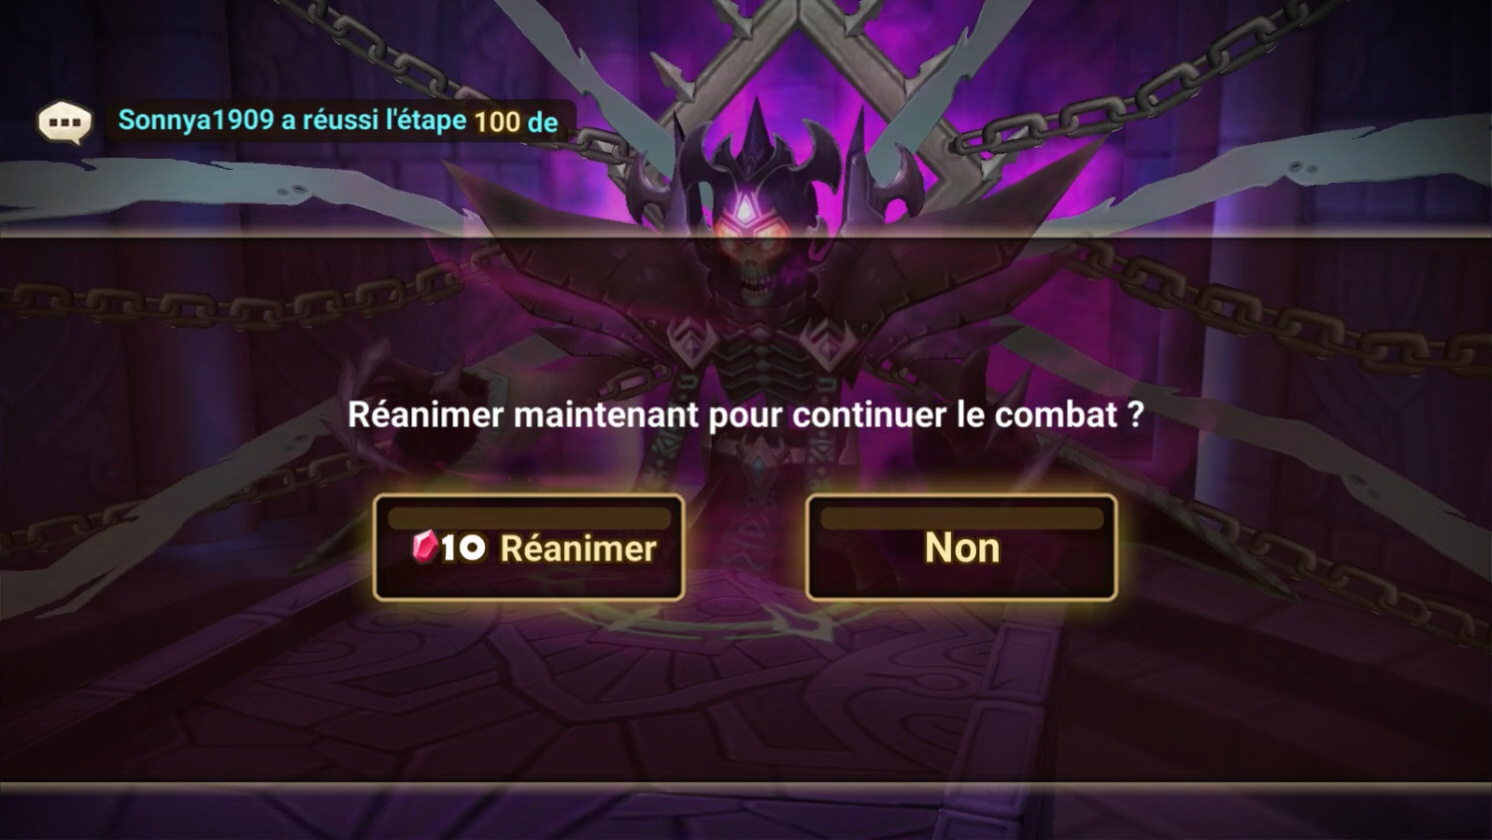 Sonnya1909 a réussi l'étape 100 de
Réanimer maintenant pour continuer le combat ?
10 Réanimer
Non